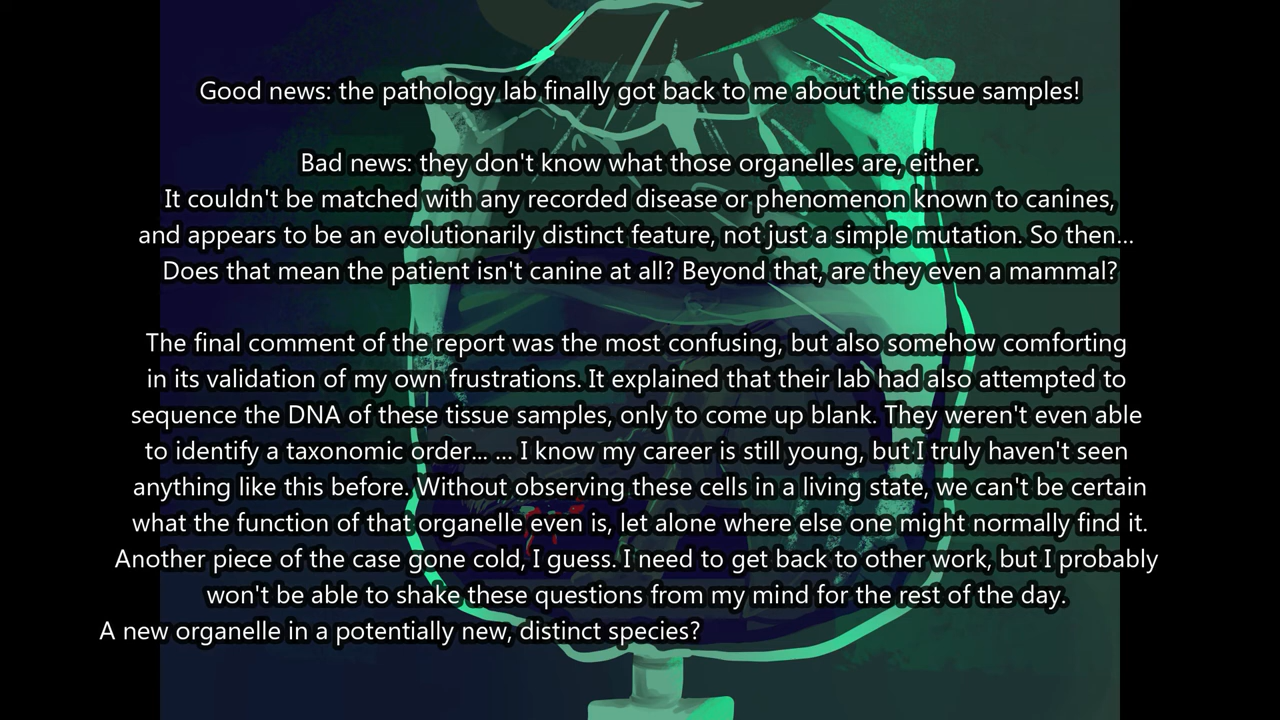 Good news: the pathology lab finally got back to me about the tissue samples!
Bad news: they don't know what those organelles are, either.
It couldn't be matched with any recorded disease or phenomenon known to canines,
and appears to be an evolutionarily distinct feature, not just a simple mutation. So then...
Does that mean the patient isn't canine at all? Beyond that, are they even a mammal?
The final comment of the report was the most confusing, but also somehow comforting
in its validation of my own frustrations. It explained that their lab had also attempted to
sequence the DNA of these tissue samples, only to come up blank. They weren't even able
to identify a taxonomic order... ... I know my career is still young, but I truly haven't seen
anything like this before. Without observing these cells in a living state, we can't be certain
what the function of that organelle even is, let alone where else one might normally find it.
Another piece of the case gone cold, I guess. I need to get back to other work, but I probably
won't be able to shake these questions from my mind for the rest of the day.
A new organelle in a potentially new, distinct species?